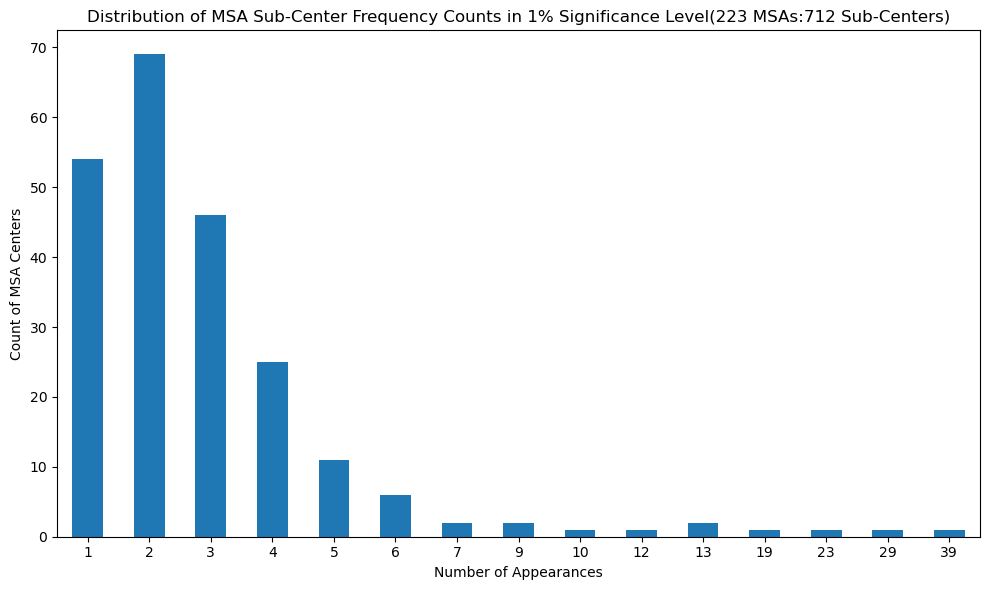 Distribution of MSA Sub-Center Frequency Counts in 1% Significance Level(223 MSAs:712 Sub-Centers)
Count of MSA Centers
70
60
50
40
30
20
10
0
1 2 3 4 5 6 7 9 10 12 13 19 23 29 39
Number of Appearances